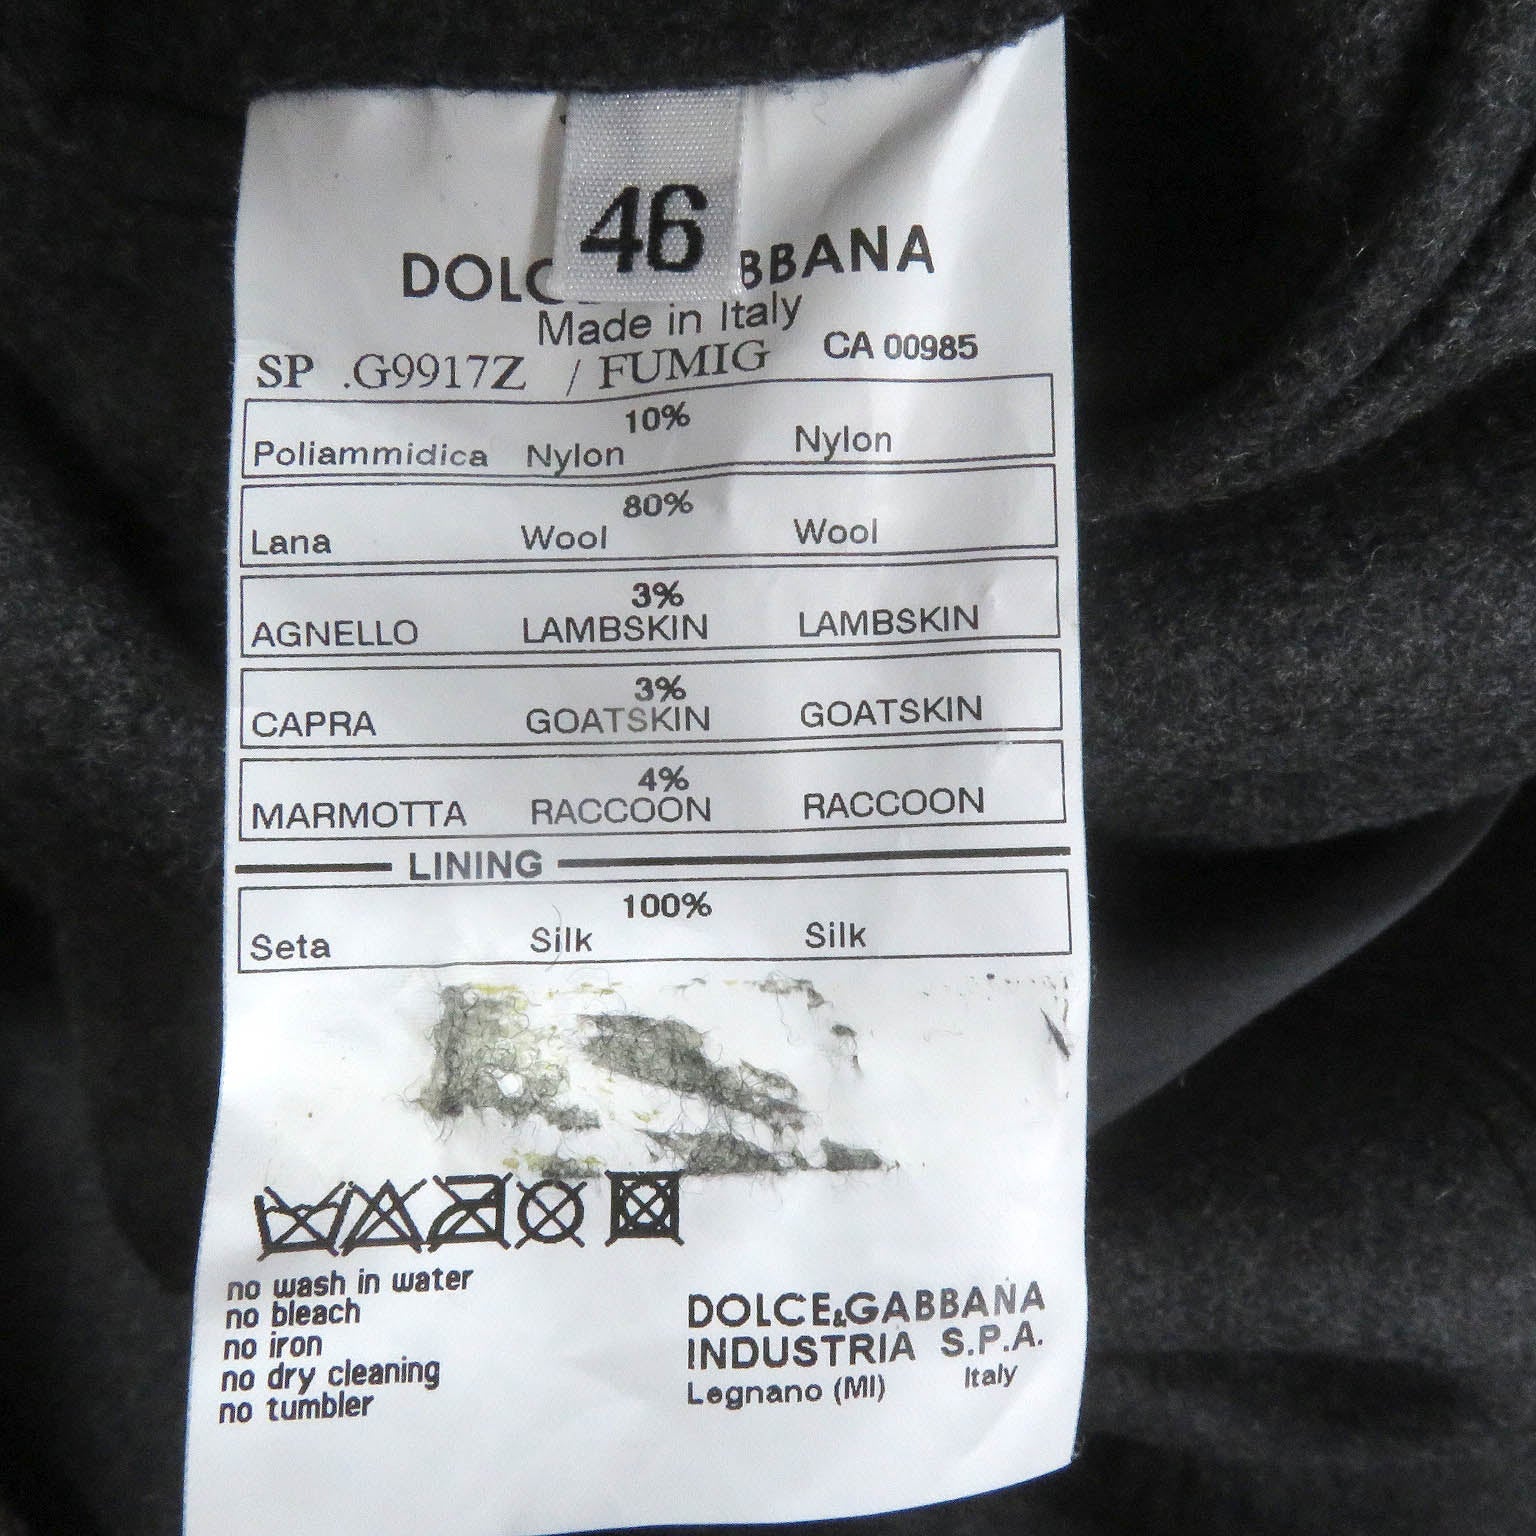 46
DOLC BBANA
Made in Italy
SP .G9917Z / FUMIG CA 00985
10%
Poliammidica Nylon Nylon
80%
Lana Wool Wool
3%
AGNELLO LAMBSKIN LAMBSKIN
3%
CAPRA GOATSKIN GOATSKIN
4%
MARMOTTA RACCOON RACCOON
LINING
100%
Seta Silk Silk
no wash in water
no bleach
no iron
no dry cleaning
no tumbler
DOLCE&GABBANA
INDUSTRIA S.P.A.
Legnano (MI) Italy